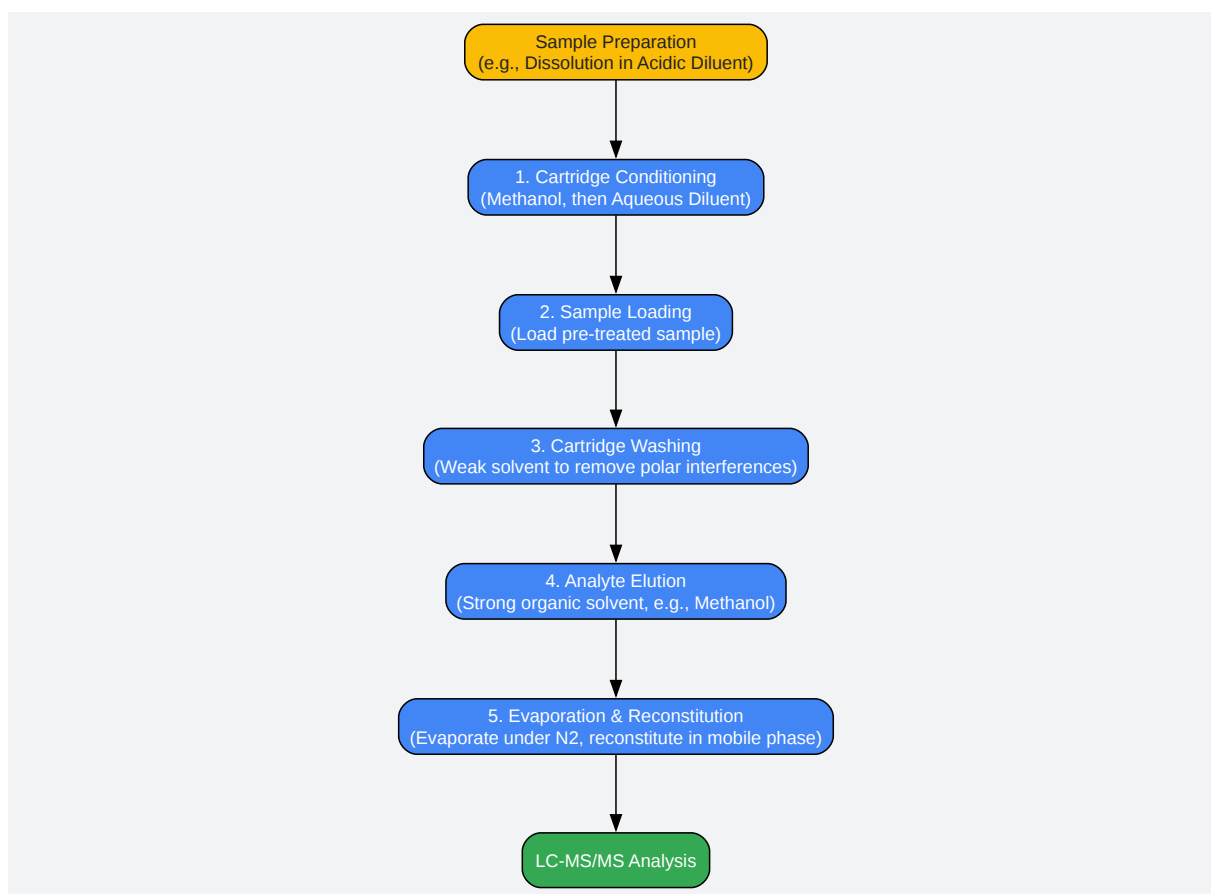 Sample Preparation
(e.g., Dissolution in Acidic Diluent)
1. Cartridge Conditioning
(Methanol, then Aqueous Diluent)
2. Sample Loading
(Load pre-treated sample)
3. Cartridge Washing
(Weak solvent to remove polar interferences)
4. Analyte Elution
(Strong organic solvent, e.g., Methanol)
5. Evaporation & Reconstitution
(Evaporate under N2, reconstitute in mobile phase)
LC-MS/MS Analysis